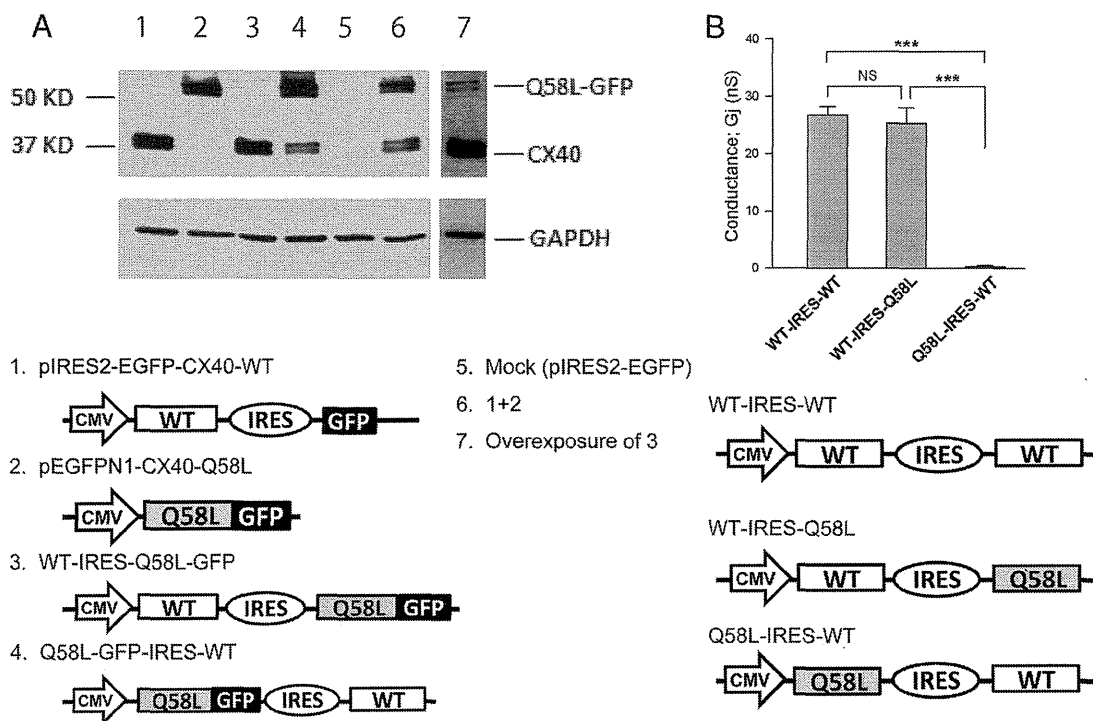 A
1 2 3 4 5 6 7
50 KD
37 KD
Q58L-GFP
CX40
GAPDH
B
Conductance; Gj (nS)
40
30
20
10
0
***
NS
***
WT-IRES-WT
WT-IRES-Q58L
Q58L-IRES-WT
1. pIRES2-EGFP-CX40-WT
CMV WT IRES GFP
2. pEGFPN1-CX40-Q58L
CMV Q58L GFP
3. WT-IRES-Q58L-GFP
CMV WT IRES Q58L GFP
4. Q58L-GFP-IRES-WT
CMV Q58L GFP IRES WT
5. Mock (pIRES2-EGFP)
6. 1+2
7. Overexposure of 3
WT-IRES-WT
CMV WT IRES WT
WT-IRES-Q58L
CMV WT IRES Q58L
Q58L-IRES-WT
CMV Q58L IRES WT